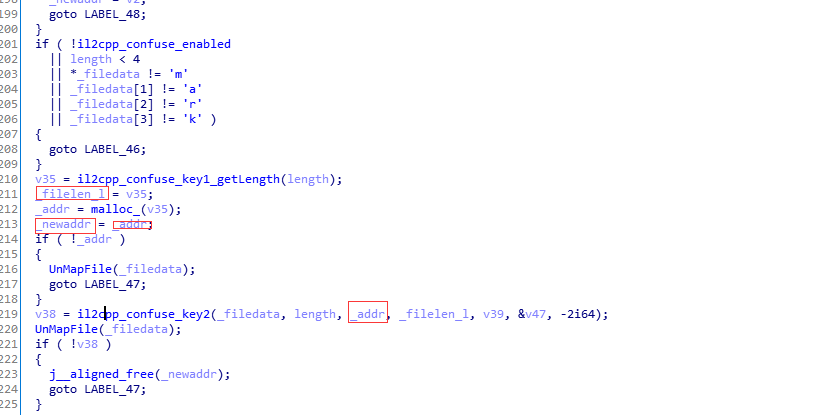 198 _newaddr = v2;
199 goto LABEL_48;
200 }
201 if ( !il2cpp_confuse_enabled
202 || length < 4
203 || *_filedata != 'm'
204 || _filedata[1] != 'a'
205 || _filedata[2] != 'r'
206 || _filedata[3] != 'k' )
207 {
208 goto LABEL_46;
209 }
210 v35 = il2cpp_confuse_key1_getLength(length);
211 _filelen_l = v35;
212 _addr = malloc_(v35);
213 _newaddr = _addr;
214 if ( !_addr )
215 {
216 UnMapFile(_filedata);
217 goto LABEL_47;
218 }
219 v38 = il2cpp_confuse_key2(_filedata, length, _addr, _filelen_l, v39, &v47, -2i64);
220 UnMapFile(_filedata);
221 if ( !v38 )
222 {
223 j__aligned_free(_newaddr);
224 goto LABEL_47;
225 }